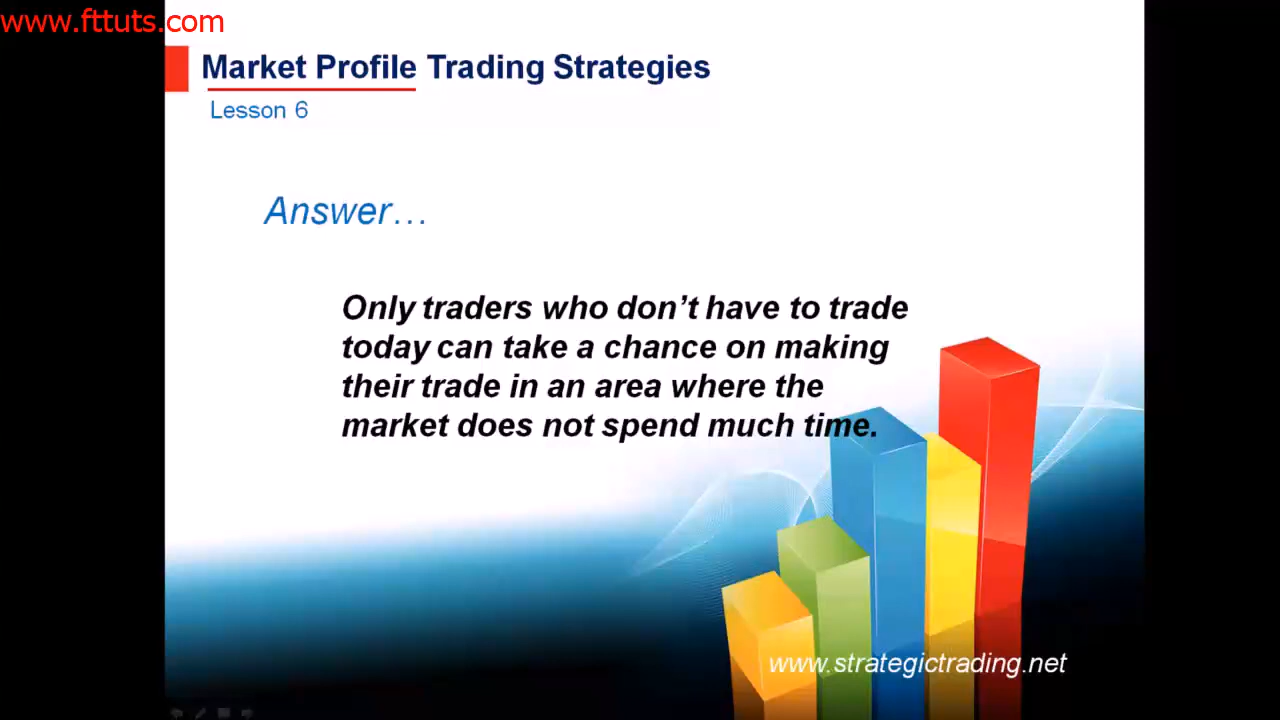 www.fttuts.com
Market Profile Trading Strategies
Lesson 6
Answer…
Only traders who don’t have to trade
today can take a chance on making
their trade in an area where the
market does not spend much time.
www.strategictrading.net